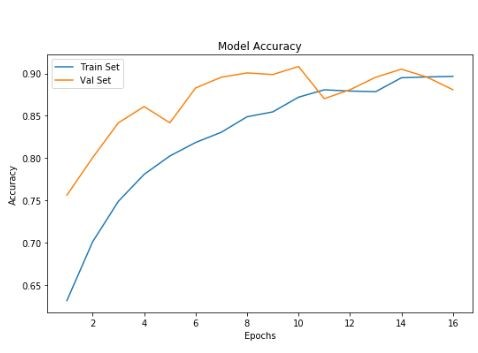 Model Accuracy
Train Set
Val Set
0.90
0.85
0.80
0.75
0.70
0.65
Accuracy
2 4 6 8 10 12 14 16
Epochs